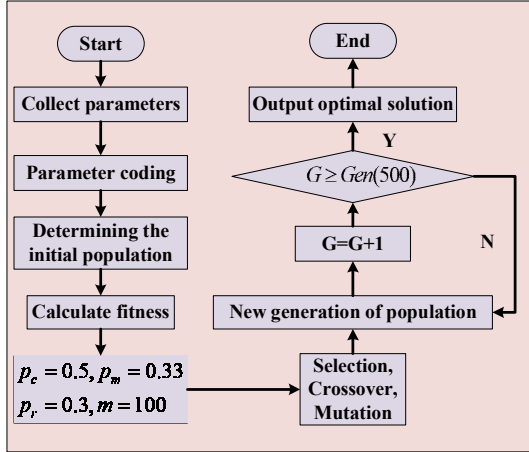 Start
Collect parameters
Parameter coding
Determining the
initial population
Calculate fitness
p_c = 0.5, p_m = 0.33
p_r = 0.3, m = 100
End
Output optimal solution
Y
G ≥ Gen(500)
N
G=G+1
New generation of population
Selection,
Crossover,
Mutation